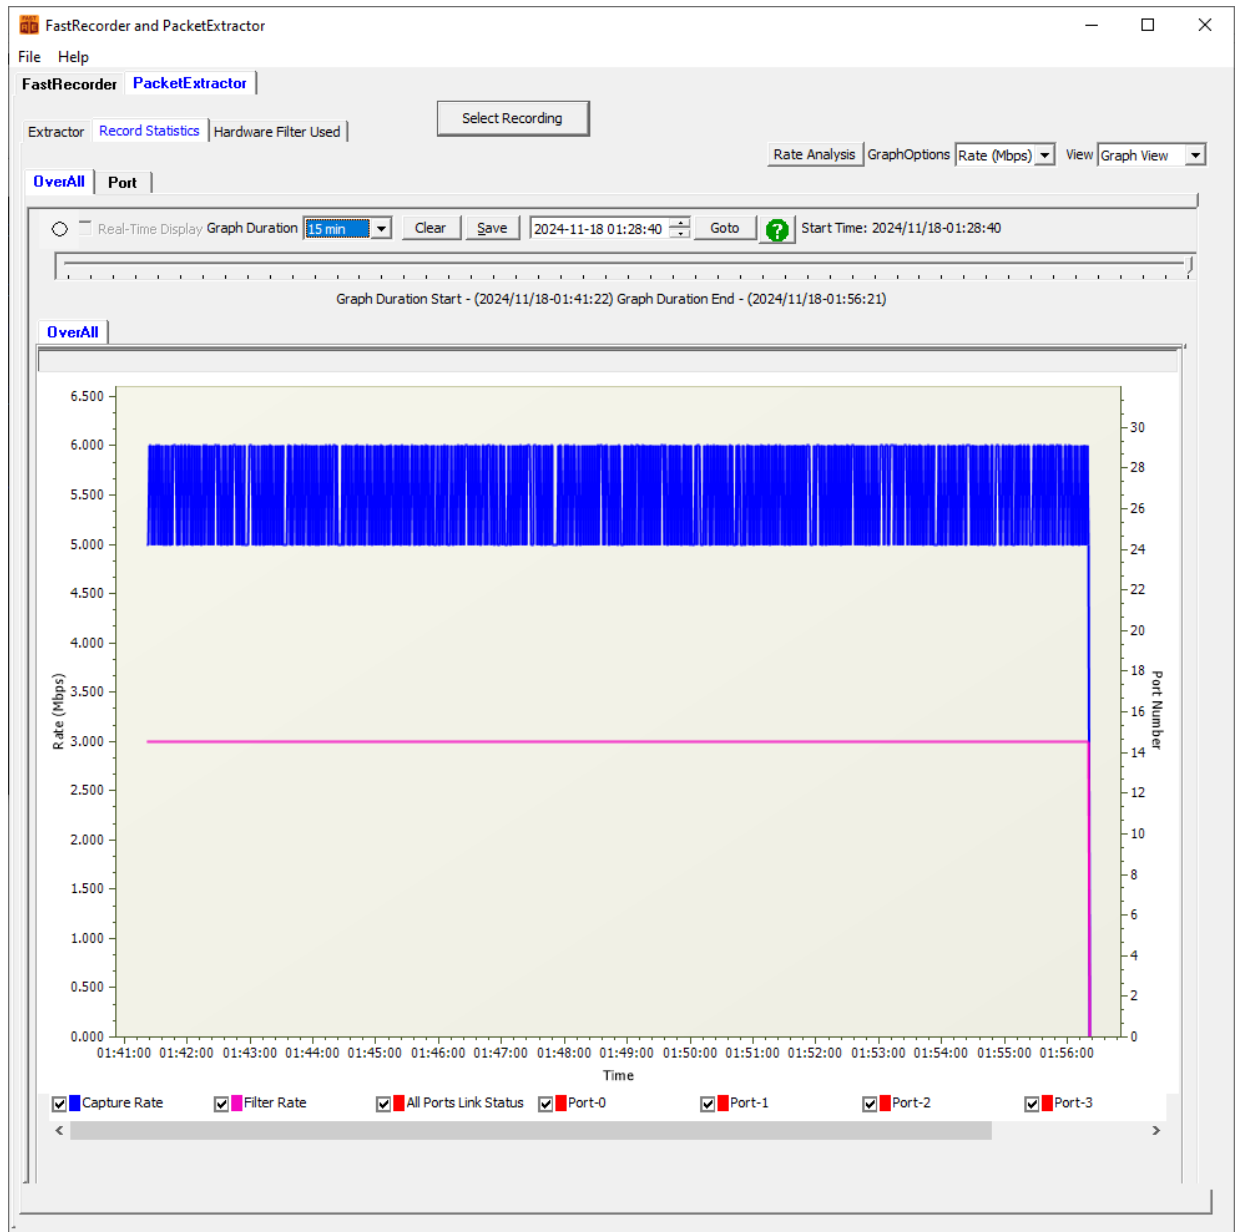 FastRecorder and PacketExtractor
File Help
FastRecorder PacketExtractor
Select Recording
Extractor Record Statistics Hardware Filter Used
Rate Analysis GraphOptions Rate (Mbps) View Graph View
OverAll Port
Real-Time Display Graph Duration 15 min Clear Save 2024-11-18 01:28:40 Goto ? Start Time: 2024/11/18-01:28:40
Graph Duration Start - (2024/11/18-01:41:22) Graph Duration End - (2024/11/18-01:56:21)
OverAll
6.500
6.000
5.500
5.000
4.500
4.000
3.500
3.000
2.500
2.000
1.500
1.000
0.500
0.000
Rate (Mbps)
30
28
26
24
22
20
18
16
14
12
10
8
6
4
2
0
Port Number
01:41:00 01:42:00 01:43:00 01:44:00 01:45:00 01:46:00 01:47:00 01:48:00 01:49:00 01:50:00 01:51:00 01:52:00 01:53:00 01:54:00 01:55:00 01:56:00
Time
Capture Rate Filter Rate All Ports Link Status Port-0 Port-1 Port-2 Port-3